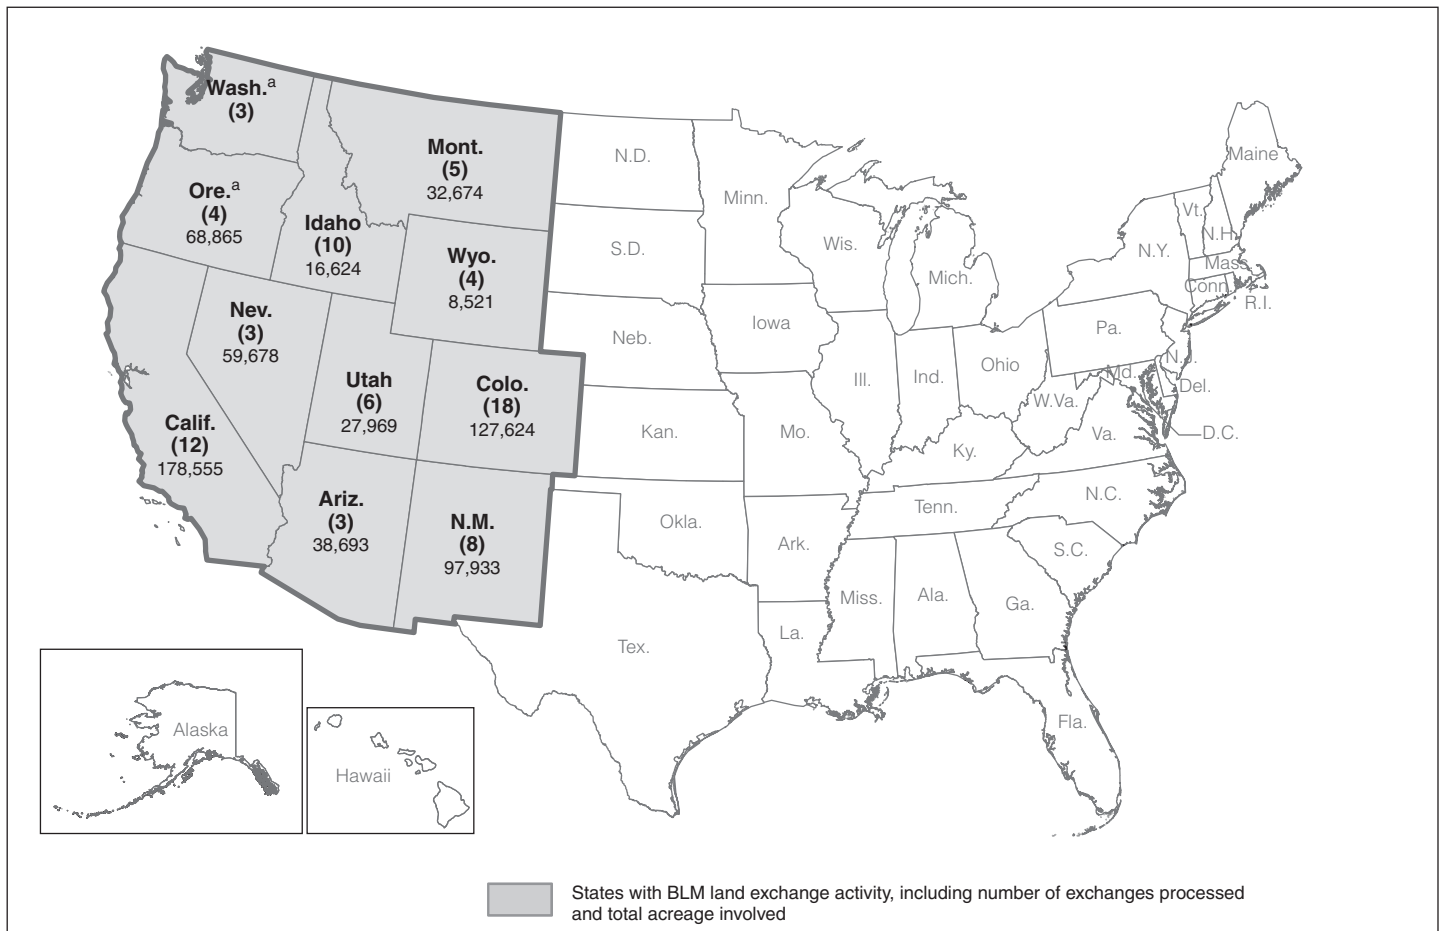 Wash.a
(3)
Mont.
(5)
32,674
Ore.a
(4)
68,865
Idaho
(10)
16,624
Wyo.
(4)
8,521
Nev.
(3)
59,678
Utah
(6)
27,969
Colo.
(18)
127,624
Calif.
(12)
178,555
Ariz.
(3)
38,693
N.M.
(8)
97,933
N.D.
S.D.
Neb.
Kan.
Okla.
Tex.
Minn.
Iowa
Mo.
Ark.
La.
Wis.
Ill.
Mich.
Ind.
Ohio
Ky.
Tenn.
Miss.
Ala.
Ga.
Fla.
S.C.
N.C.
Va.
W.Va.
D.C.
Md.
Del.
N.J.
Pa.
N.Y.
Conn.
R.I.
Mass.
Vt.
N.H.
Maine
Alaska
Hawaii
States with BLM land exchange activity, including number of exchanges processed
and total acreage involved